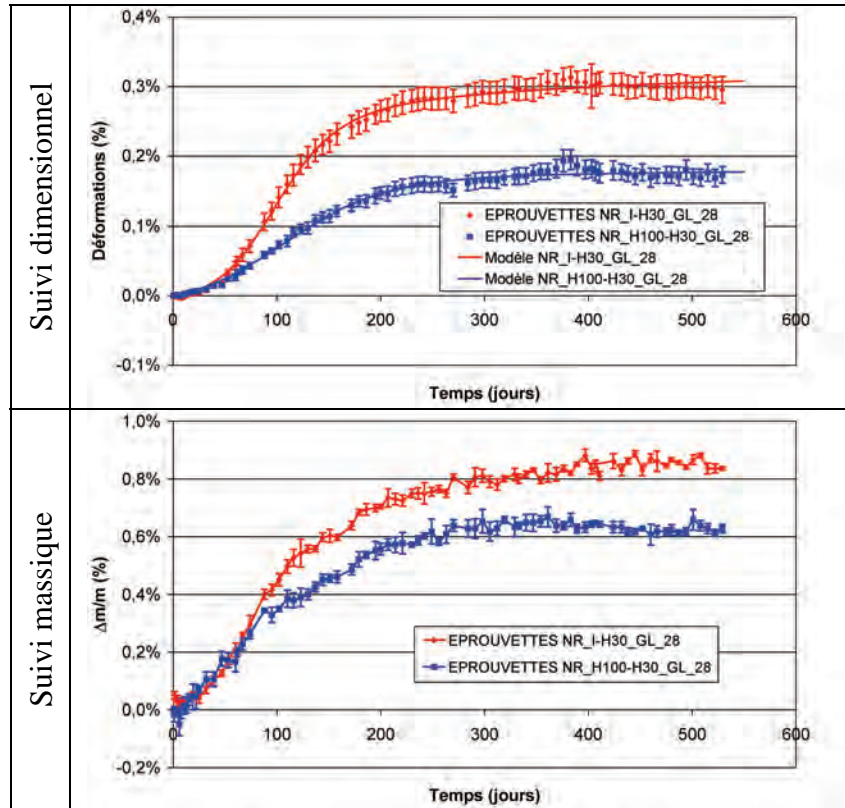 Suivi dimensionnel
Déformations (%)
0,4%
0,3%
0,2%
0,1%
0,0%
-0,1%
EPROUVETTES NR_I-H30_GL_28
EPROUVETTES NR_H100-H30_GL_28
Modèle NR_I-H30_GL_28
Modèle NR_H100-H30_GL_28
0 100 200 300 400 500 600
Temps (jours)
Suivi massique
Δm/m (%)
1,0%
0,8%
0,6%
0,4%
0,2%
0,0%
-0,2%
EPROUVETTES NR_I-H30_GL_28
EPROUVETTES NR_H100-H30_GL_28
0 100 200 300 400 500 600
Temps (jours)